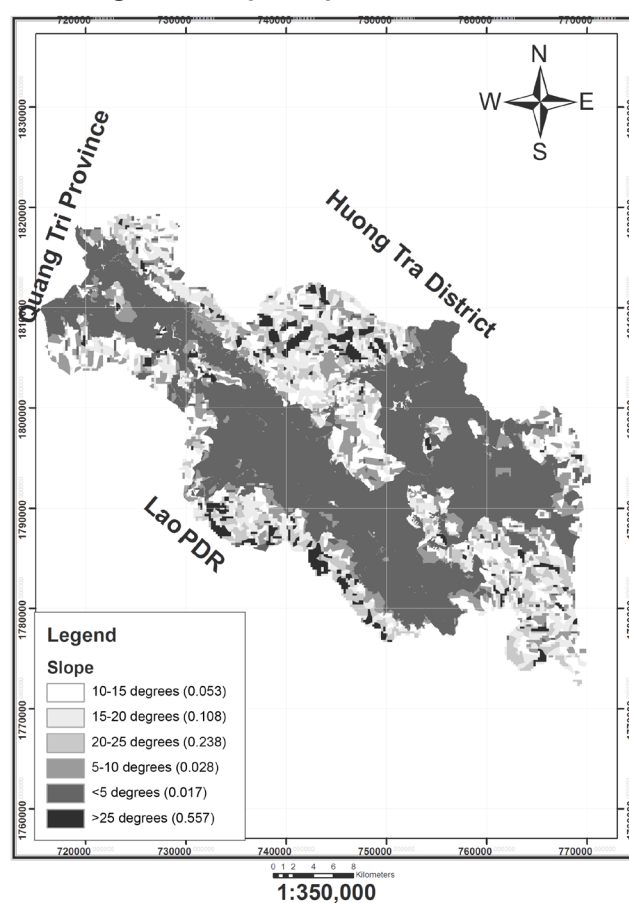 720000 730000 740000 750000 760000 770000
N
W E
S
1830000
1820000
1810000
1800000
1790000
1780000
1770000
1760000
Quang Tri Province
Huong Tra District
Lao PDR
Legend
Slope
10-15 degrees (0.053)
15-20 degrees (0.108)
20-25 degrees (0.238)
5-10 degrees (0.028)
<5 degrees (0.017)
>25 degrees (0.557)
720000 730000 740000 750000 760000 770000
0 1 2 4 6 8
Kilometers
1:350,000